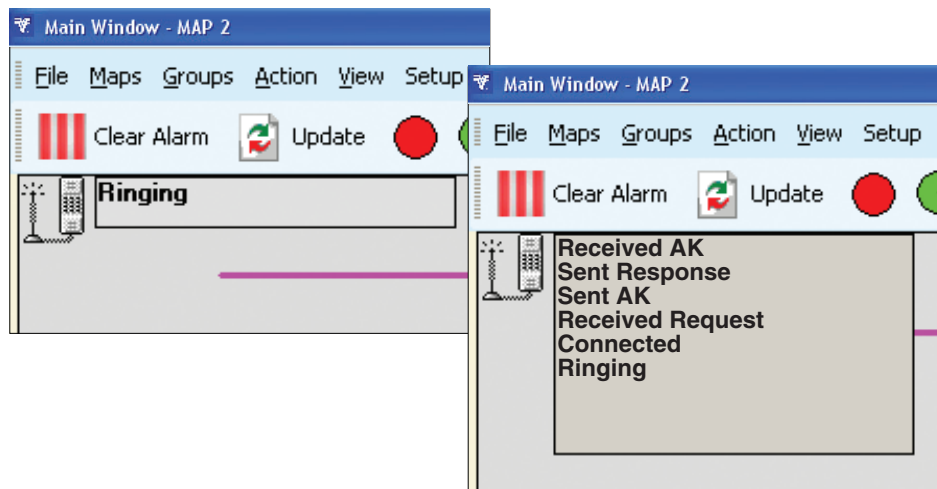 Main Window - MAP 2
File Maps Groups Action View Setup
Clear Alarm Update
Ringing
Main Window - MAP 2
File Maps Groups Action View Setup
Clear Alarm Update
Received AK
Sent Response
Sent AK
Received Request
Connected
Ringing